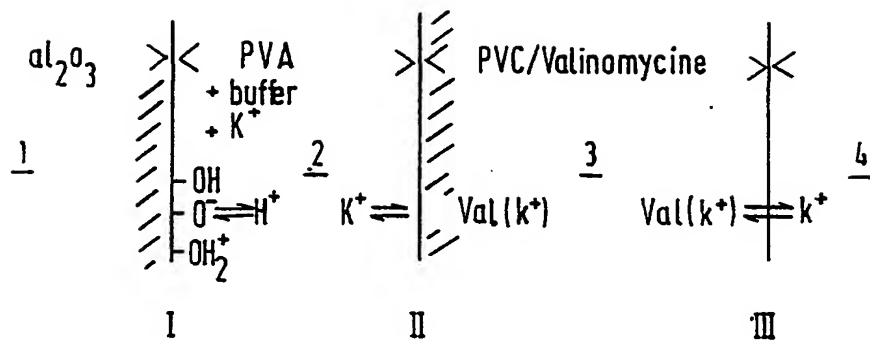 al₂o₃ PVA PVC/Valinomycine
+ buffer
+ K⁺
1 2 3 4
OH
O⁻ ⇌ H⁺ K⁺ ⇌ Val(k⁺) Val(k⁺) ⇌ k⁺
OH₂⁺
I II III